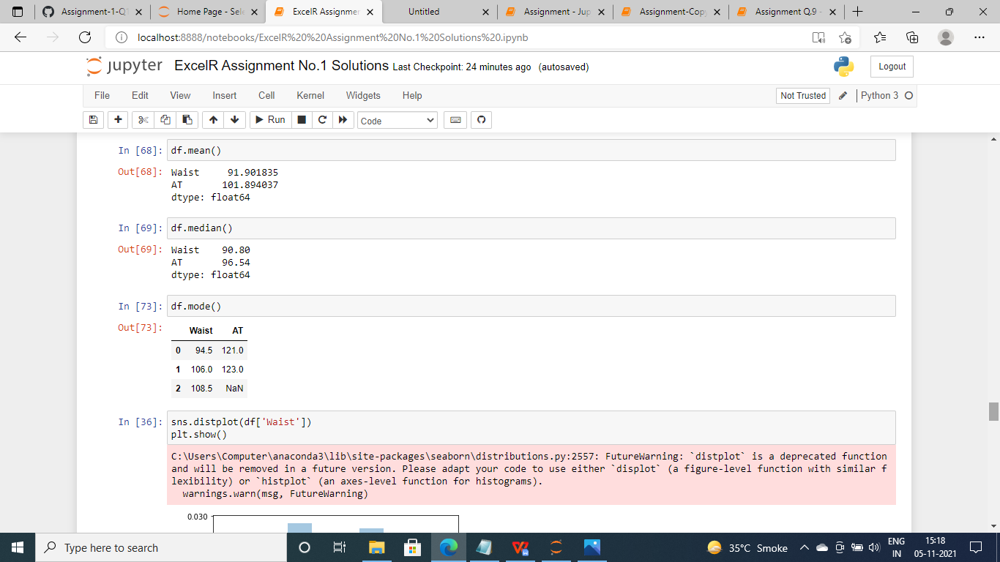 Assignment-1-Q1
Home Page - Sele
ExcelR Assignmen
Untitled
Assignment - Jup
Assignment-Copy
Assignment Q.9 -
localhost:8888/notebooks/ExcelR%20%20Assignment%20No.1%20Solutions%20.ipynb
jupyter ExcelR Assignment No.1 Solutions Last Checkpoint: 24 minutes ago (autosaved)
Logout
File Edit View Insert Cell Kernel Widgets Help
Not Trusted
Python 3
Run
Code
In [68]: df.mean()
Out[68]: Waist 91.901835
AT 101.894037
dtype: float64
In [69]: df.median()
Out[69]: Waist 90.80
AT 96.54
dtype: float64
In [73]: df.mode()
Out[73]:
Waist AT
0 94.5 121.0
1 106.0 123.0
2 108.5 NaN
In [36]: sns.distplot(df['Waist'])
plt.show()
C:\Users\Computer\anaconda3\lib\site-packages\seaborn\distributions.py:2557: FutureWarning: `distplot` is a deprecated function
and will be removed in a future version. Please adapt your code to use either `displot` (a figure-level function with similar f
lexibility) or `histplot` (an axes-level function for histograms).
warnings.warn(msg, FutureWarning)
0.030
Type here to search
35°C Smoke
ENG
IN
15:18
05-11-2021